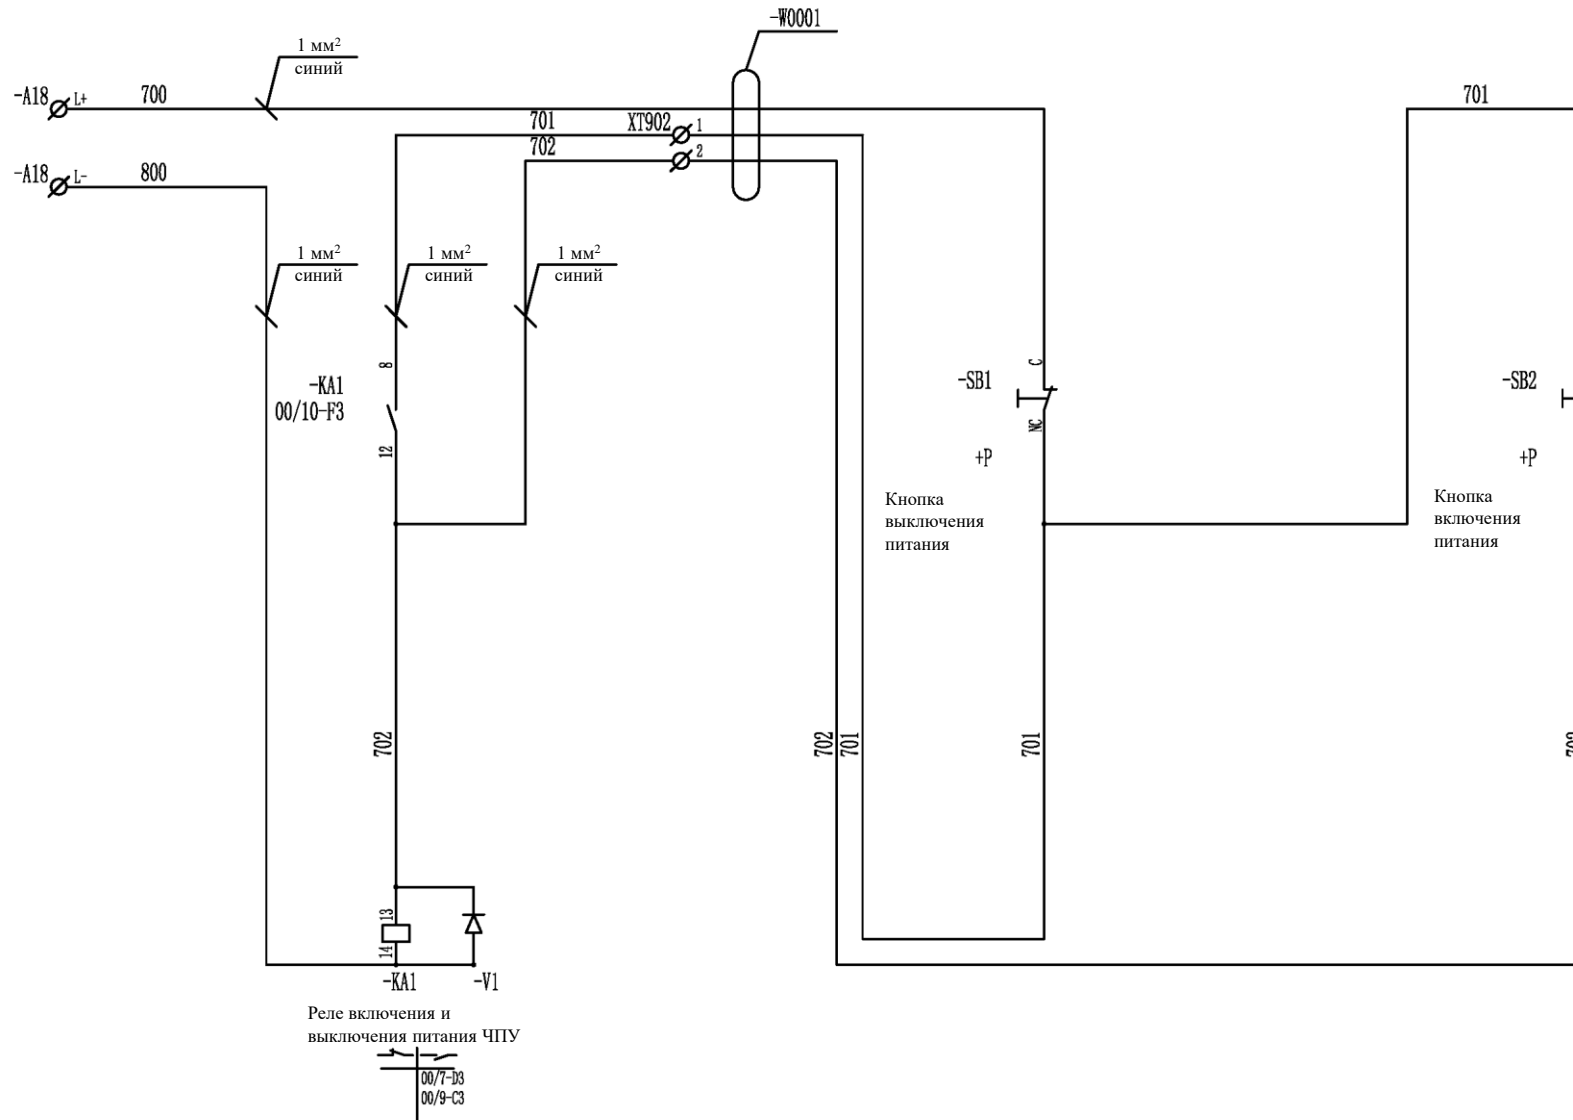 -W0001
1 мм²
синий
-A18
L+
700
701
701
XT902
1
702
2
-A18
L-
800
1 мм²
синий
1 мм²
синий
1 мм²
синий
8
-KA1
00/10-F3
12
C
-SB1
NC
+P
Кнопка
выключения
питания
-SB2
+P
Кнопка
включения
питания
702
702
701
701
13
14
-KA1
-V1
Реле включения и
выключения питания ЧПУ
00/7-D3
00/9-C3